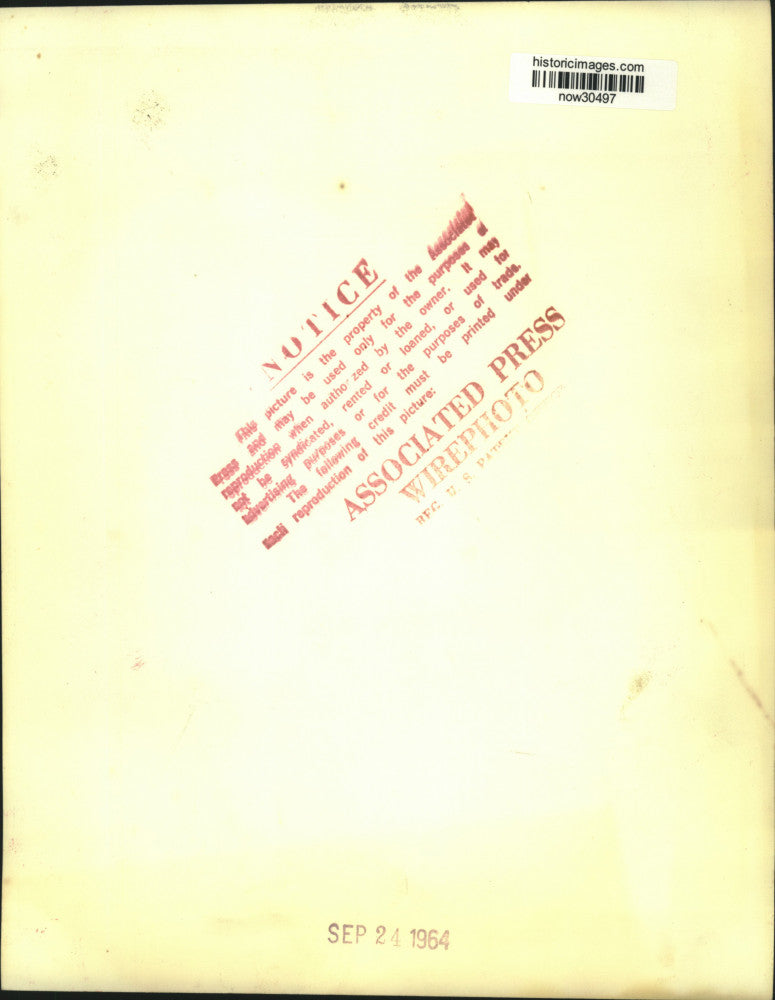 historicimages.com
now30497
NOTICE
This picture is the property of the Associated
Press and may be used only for the purposes of
reproduction when authorized by the owner. It may
not be syndicated, rented or loaned, or used for
advertising purposes or for the purposes of trade.
The following credit must be printed under
each reproduction of this picture:
ASSOCIATED PRESS
WIREPHOTO
REG. U. S. PAT.
SEP 24 1964